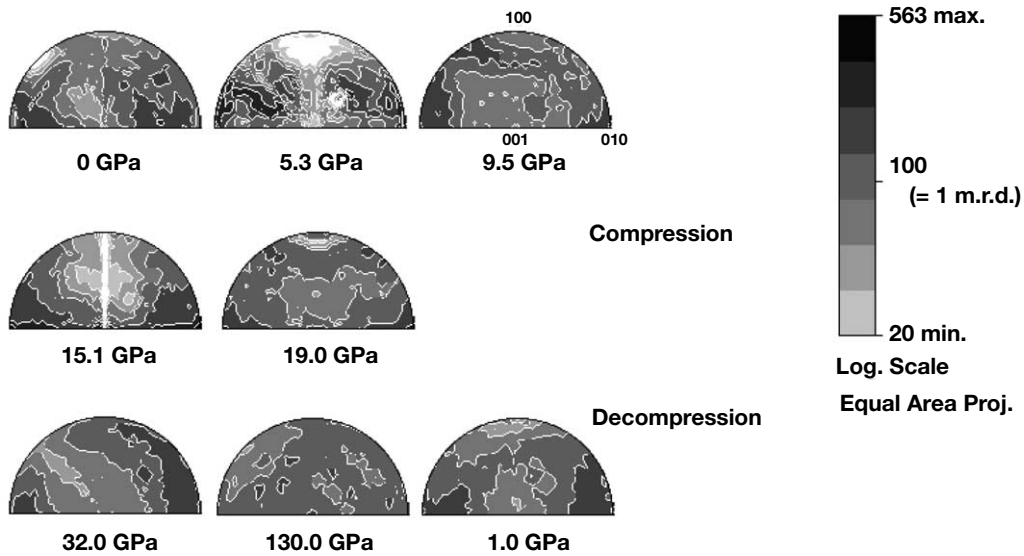 100
001
010
0 GPa
5.3 GPa
9.5 GPa
Compression
15.1 GPa
19.0 GPa
Decompression
32.0 GPa
130.0 GPa
1.0 GPa
563 max.
100
(= 1 m.r.d.)
20 min.
Log. Scale
Equal Area Proj.